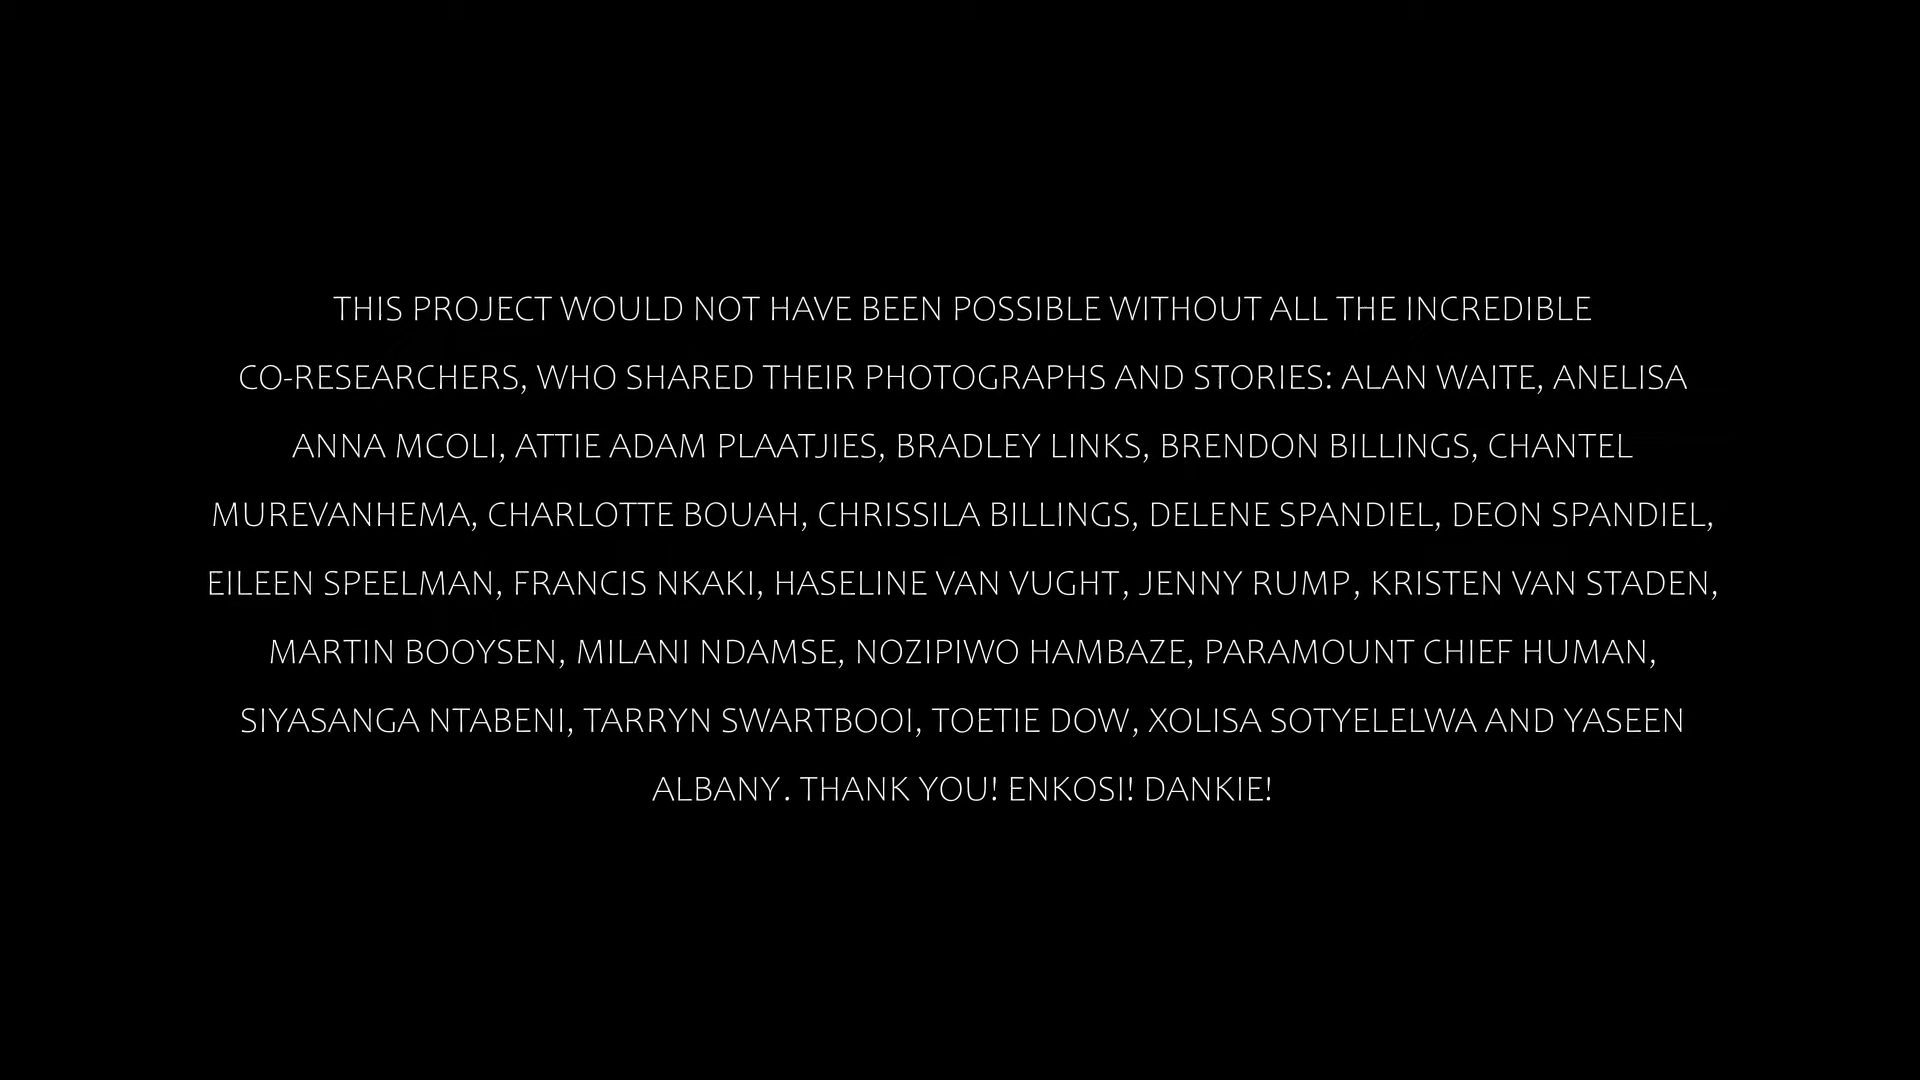 THIS PROJECT WOULD NOT HAVE BEEN POSSIBLE WITHOUT ALL THE INCREDIBLE
CO-RESEARCHERS, WHO SHARED THEIR PHOTOGRAPHS AND STORIES: ALAN WAITE, ANELISA
ANNA MCOLI, ATTIE ADAM PLAATJIES, BRADLEY LINKS, BRENDON BILLINGS, CHANTEL
MUREVANHEMA, CHARLOTTE BOUAH, CHRISSILA BILLINGS, DELENE SPANDIEL, DEON SPANDIEL,
EILEEN SPEELMAN, FRANCIS NKAKI, HASELINE VAN VUGHT, JENNY RUMP, KRISTEN VAN STADEN,
MARTIN BOOYSEN, MILANI NDAMSE, NOZIPIWO HAMBAZE, PARAMOUNT CHIEF HUMAN,
SIYASANGA NTABENI, TARRYN SWARTBOOI, TOETIE DOW, XOLISA SOTYELELWA AND YASEEN
ALBANY. THANK YOU! ENKOSI! DANKIE!